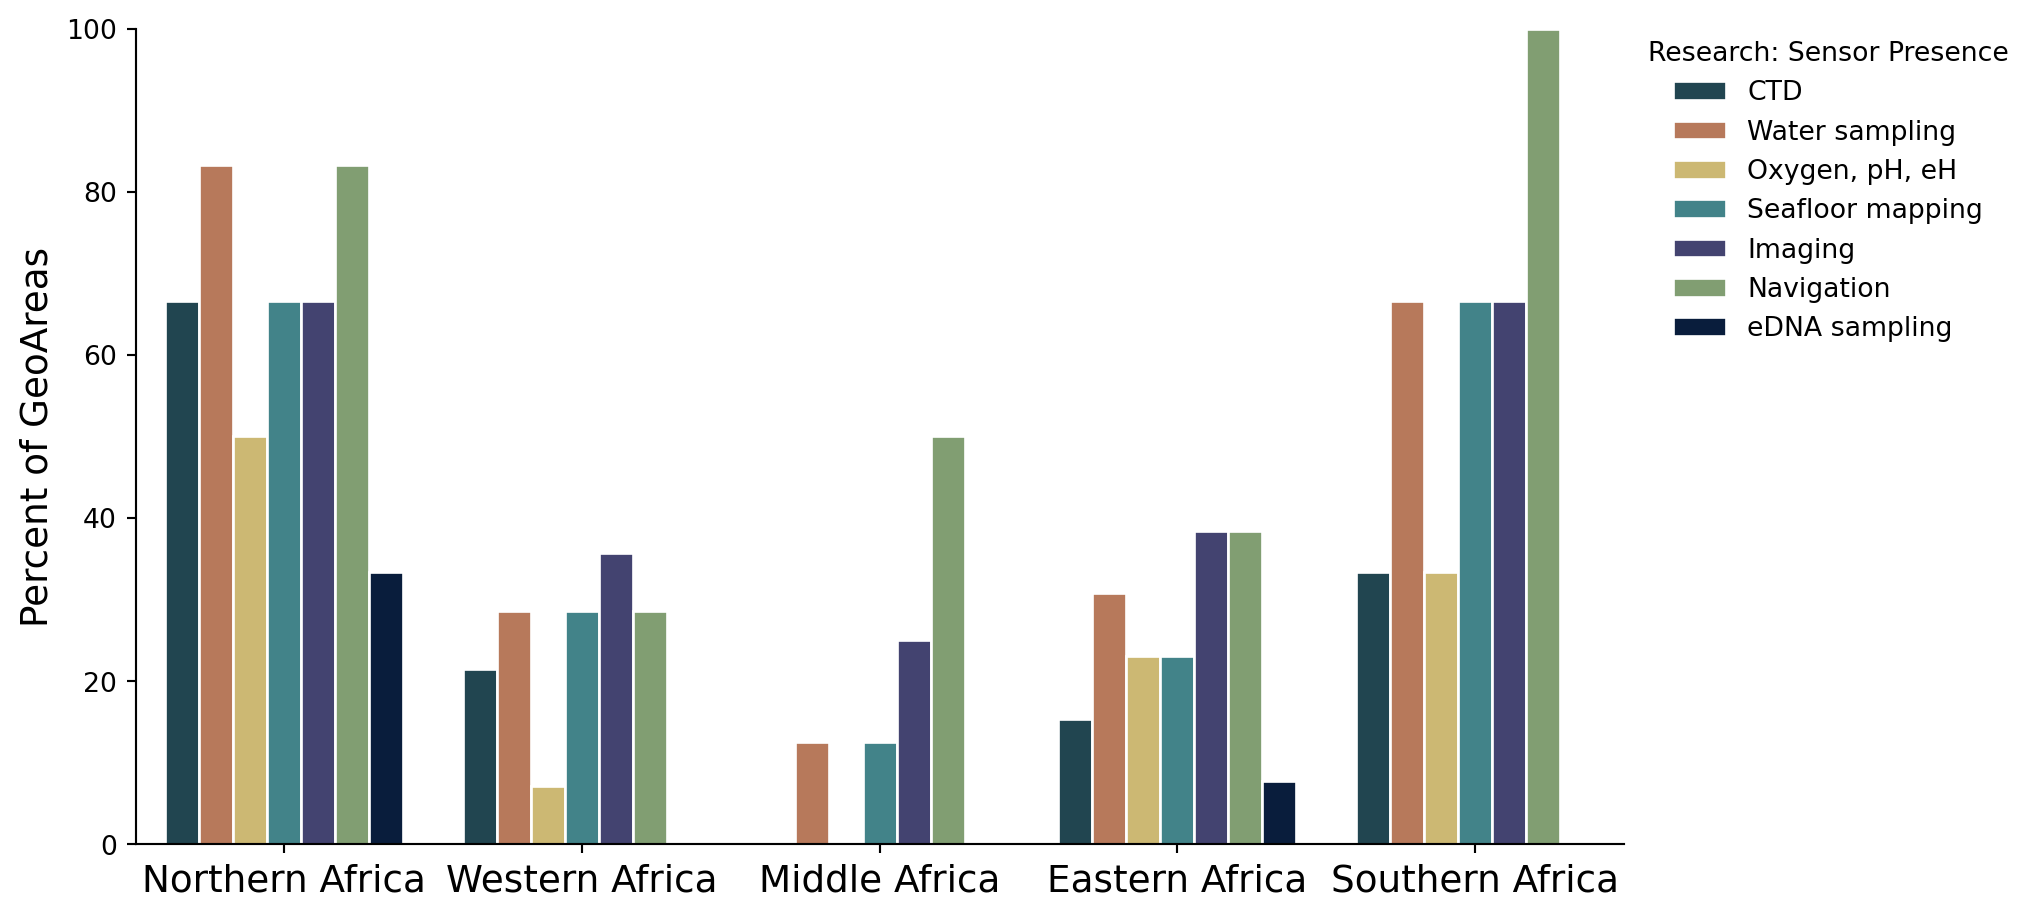 Research: Sensor Presence
CTD
Water sampling
Oxygen, pH, eH
Seafloor mapping
Imaging
Navigation
eDNA sampling
Percent of GeoAreas
100
80
60
40
20
0
Northern Africa Western Africa Middle Africa Eastern Africa Southern Africa